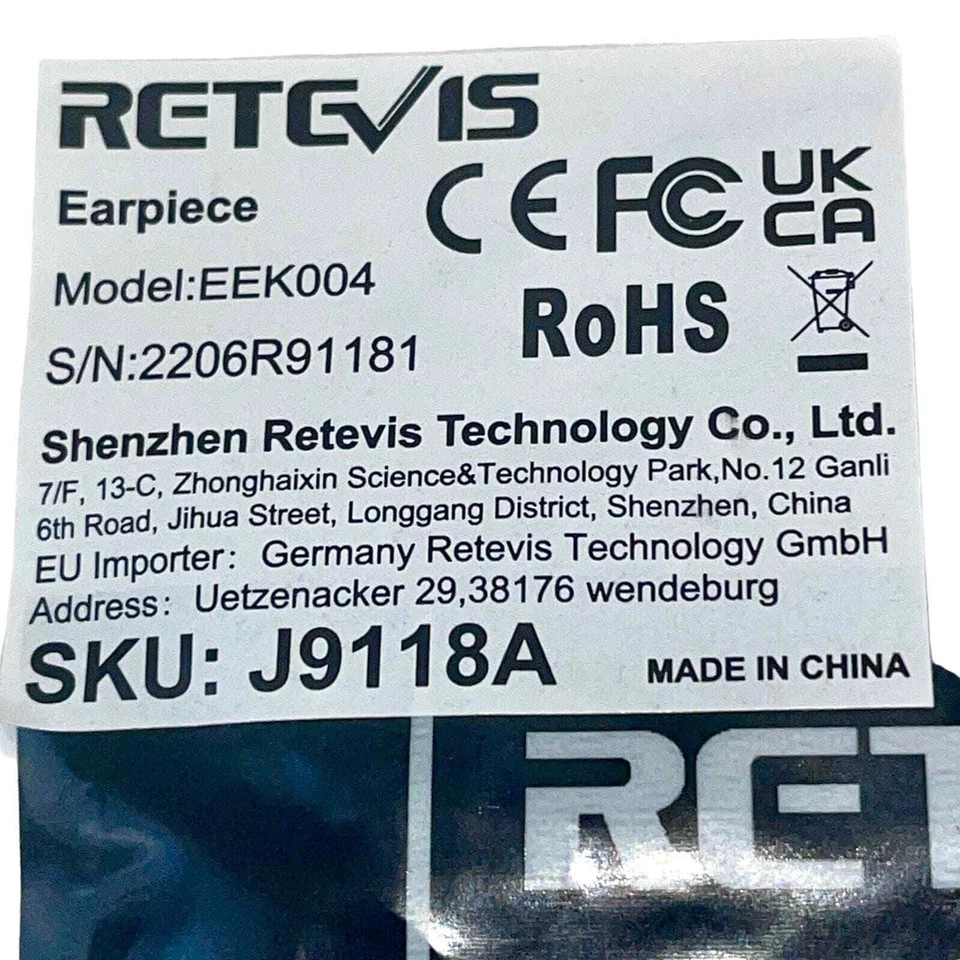 RETEVIS
Earpiece
CE FC UK
CA
Model:EEK004
RoHS
S/N:2206R91181
Shenzhen Retevis Technology Co., Ltd.
7/F, 13-C, Zhonghaixin Science&Technology Park,No.12 Ganli
6th Road, Jihua Street, Longgang District, Shenzhen, China
EU Importer: Germany Retevis Technology GmbH
Address: Uetzenacker 29,38176 wendeburg
SKU: J9118A
MADE IN CHINA
RET